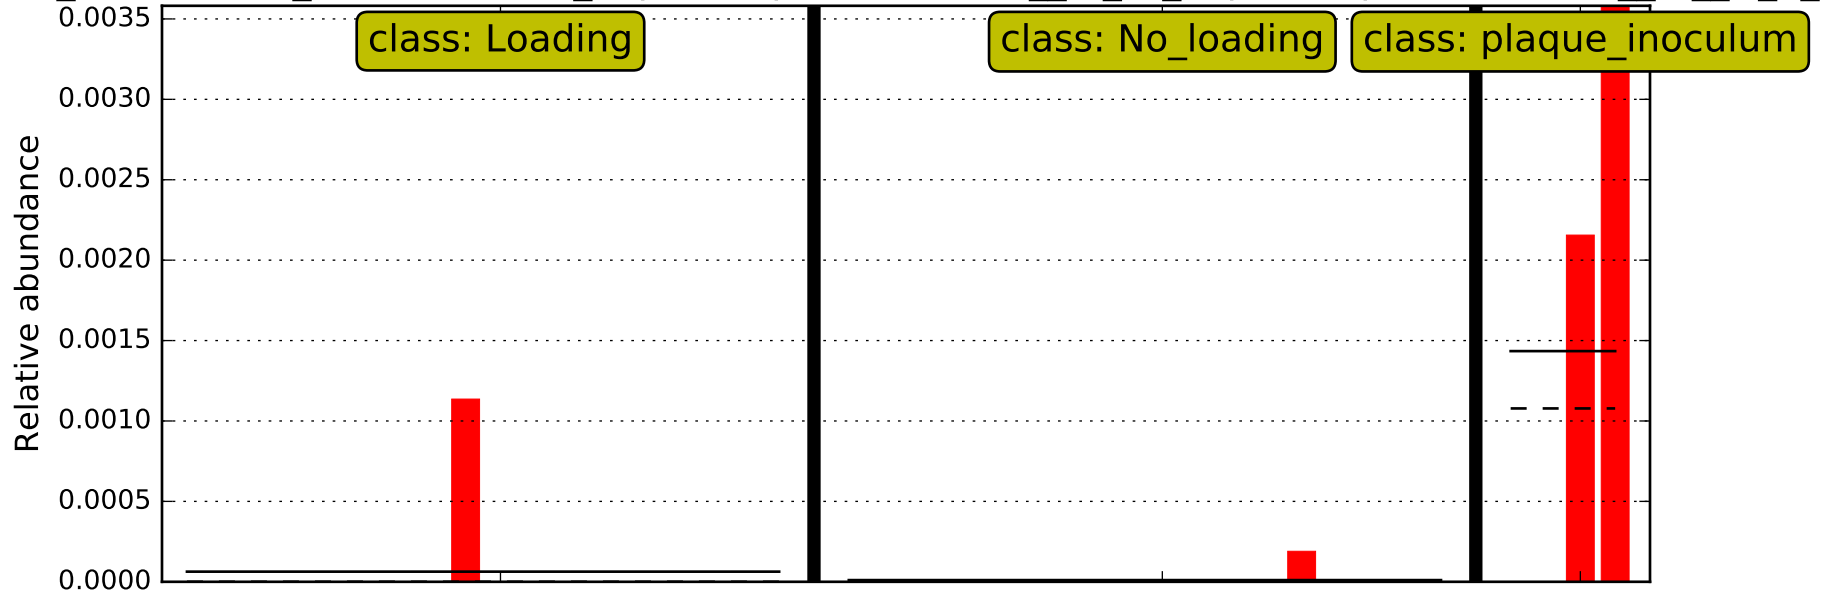 class: Loading
class: No_loading
class: plaque_inoculum
Relative abundance
0.0035
0.0030
0.0025
0.0020
0.0015
0.0010
0.0005
0.0000